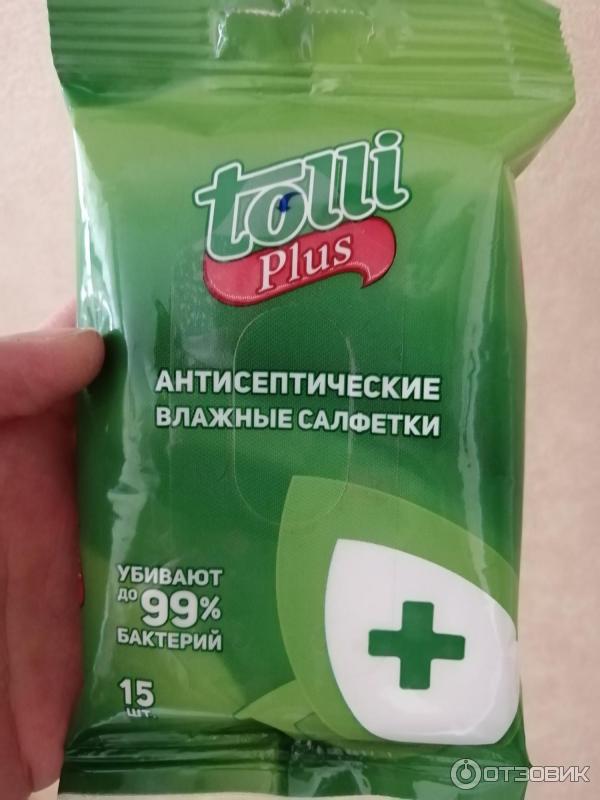 tolli
Plus
АНТИСЕПТИЧЕСКИЕ
ВЛАЖНЫЕ САЛФЕТКИ
УБИВАЮТ
до 99%
БАКТЕРИЙ
15
шт.
ОТЗОВИК